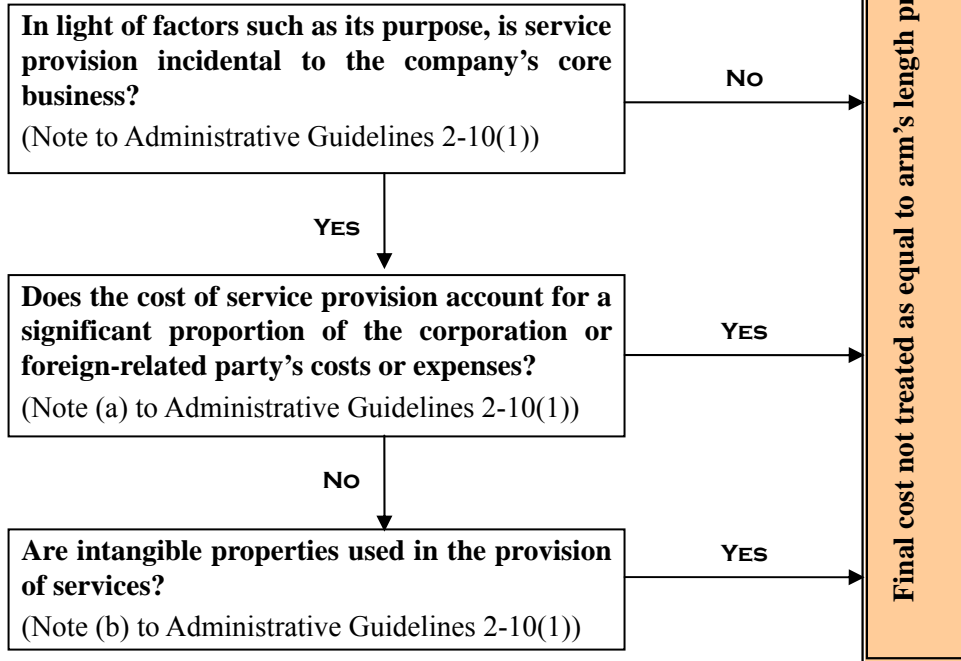 In light of factors such as its purpose, is service
provision incidental to the company's core
business?
(Note to Administrative Guidelines 2-10(1))
NO
YES
Does the cost of service provision account for a
significant proportion of the corporation or
foreign-related party's costs or expenses?
(Note (a) to Administrative Guidelines 2-10(1))
YES
NO
Are intangible properties used in the provision
of services?
(Note (b) to Administrative Guidelines 2-10(1))
YES
Final cost not treated as equal to arm's length